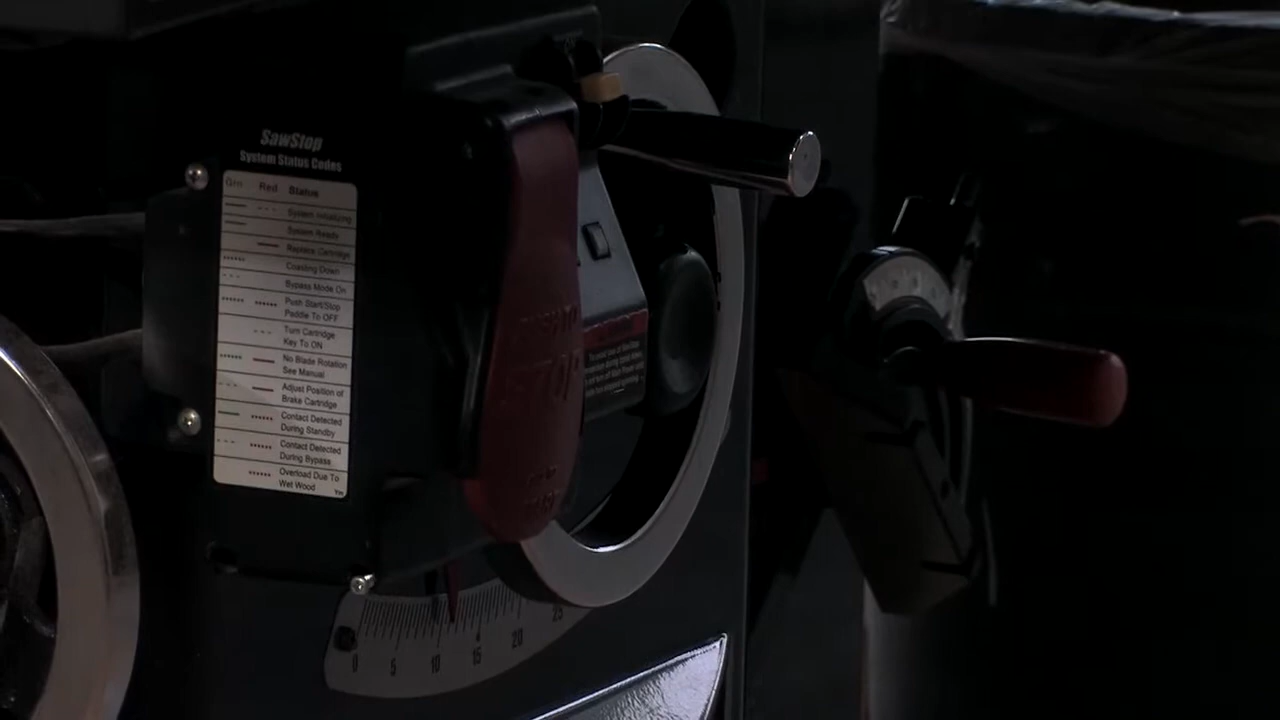 SawStop
System Status Codes
Grn Red Status
System Initializing
System Ready
Replace Cartridge
Coasting Down
Bypass Mode On
Push Start/Stop
Paddle To OFF
Turn Cartridge
Key To ON
No Blade Rotation
See Manual
Adjust Position of
Brake Cartridge
Contact Detected
During Standby
Contact Detected
During Bypass
Overload Due To
Wet Wood
STOP
0 5 10 15 20 25